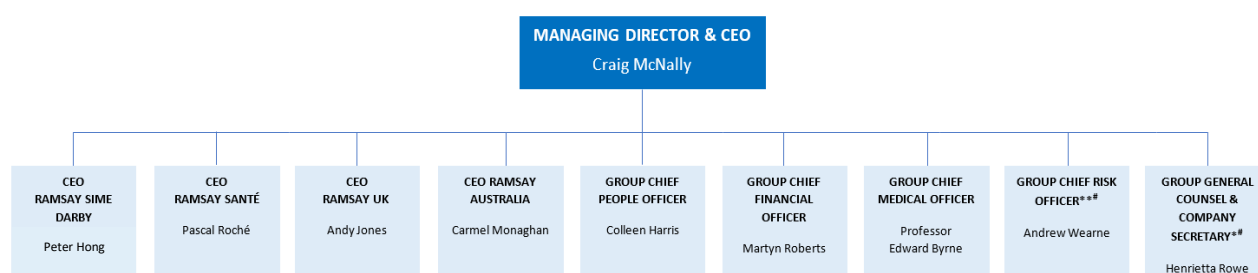 MANAGING DIRECTOR & CEO
Craig McNally
CEO
RAMSAY SIME
DARBY
Peter Hong
CEO
RAMSAY SANTÉ
Pascal Roché
CEO
RAMSAY UK
Andy Jones
CEO RAMSAY
AUSTRALIA
Carmel Monaghan
GROUP CHIEF
PEOPLE OFFICER
Colleen Harris
GROUP CHIEF
FINANCIAL
OFFICER
Martyn Roberts
GROUP CHIEF
MEDICAL OFFICER
Professor
Edward Byrne
GROUP CHIEF RISK
OFFICER**#
Andrew Wearne
GROUP GENERAL
COUNSEL &
COMPANY
SECRETARY*#
Henrietta Rowe